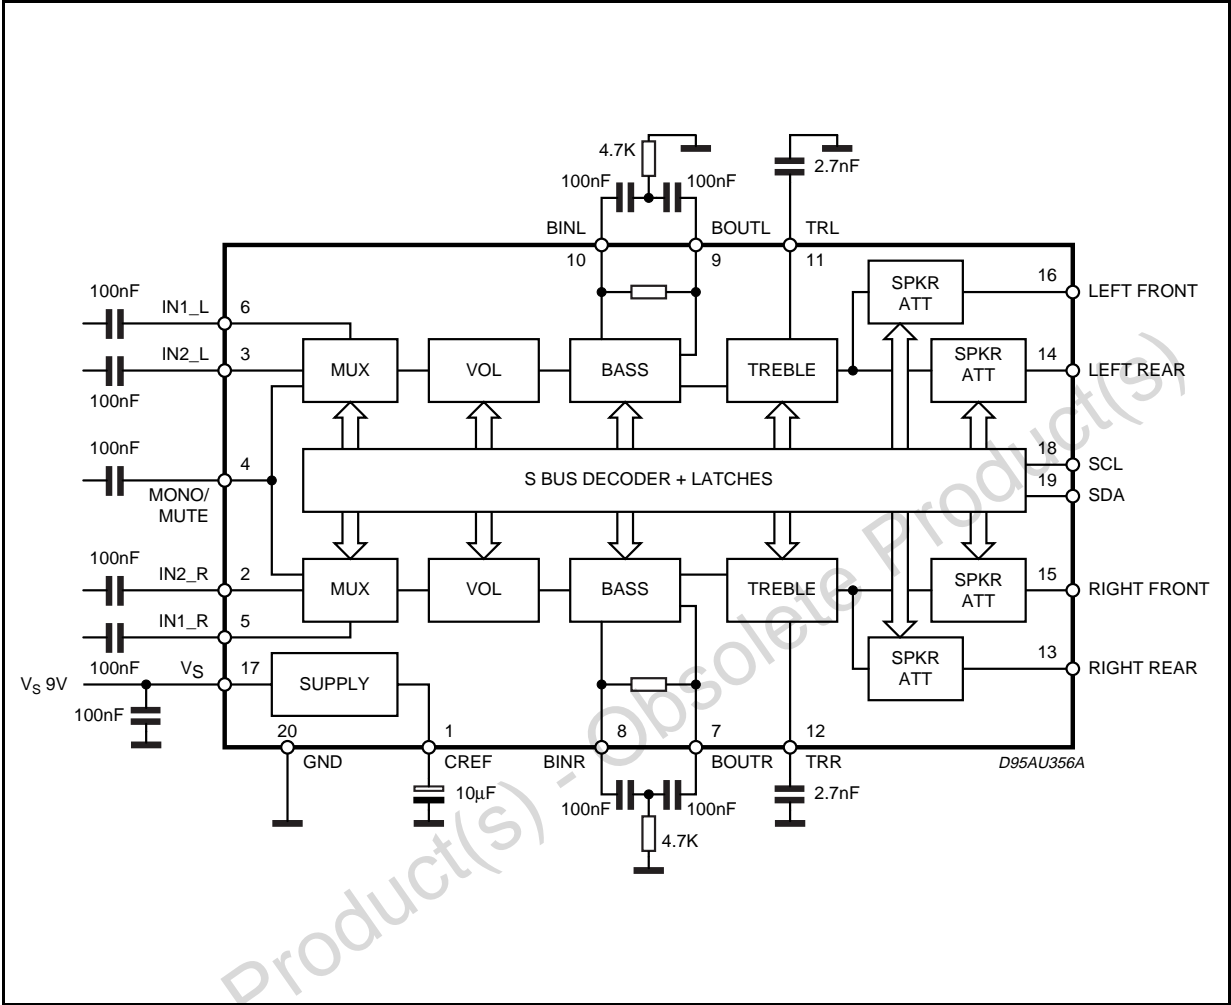 4.7K
2.7nF
100nF 100nF
BINL BOUTL TRL
10 9 11
16
SPKR
ATT
LEFT FRONT
100nF
IN1_L 6
IN2_L 3
100nF
MUX VOL BASS TREBLE
SPKR
ATT
14
LEFT REAR
100nF
4
MONO/
MUTE
S BUS DECODER + LATCHES
18
SCL
19
SDA
IN2_R 2
100nF
IN1_R 5
100nF
MUX VOL BASS TREBLE
SPKR
ATT
15
RIGHT FRONT
SPKR
ATT
13
RIGHT REAR
VS 9V
VS 17
SUPPLY
100nF
20 1 8 7 12
GND CREF BINR BOUTR TRR
D95AU356A
10µF
100nF 100nF
2.7nF
4.7K
Product(s) - Obsolete Product(s)